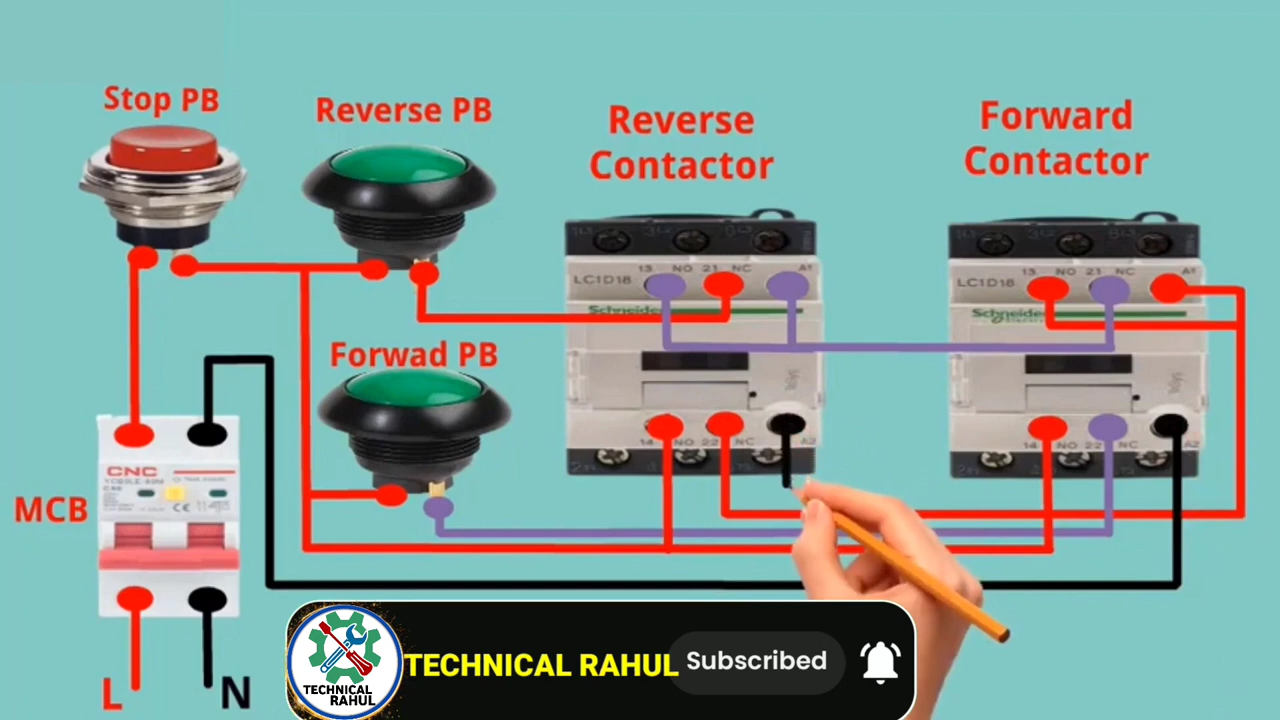 Stop PB
Reverse PB
Reverse
Contactor
Forward
Contactor
13 NO 21 NC A1
LC1D18
Schneider
14 NO 22 NC A2
13 NO 21 NC A1
LC1D18
Schneider
14 NO 22 NC A2
Forwad PB
MCB
CNC
L
N
TECHNICAL
RAHUL
TECHNICAL RAHUL
Subscribed